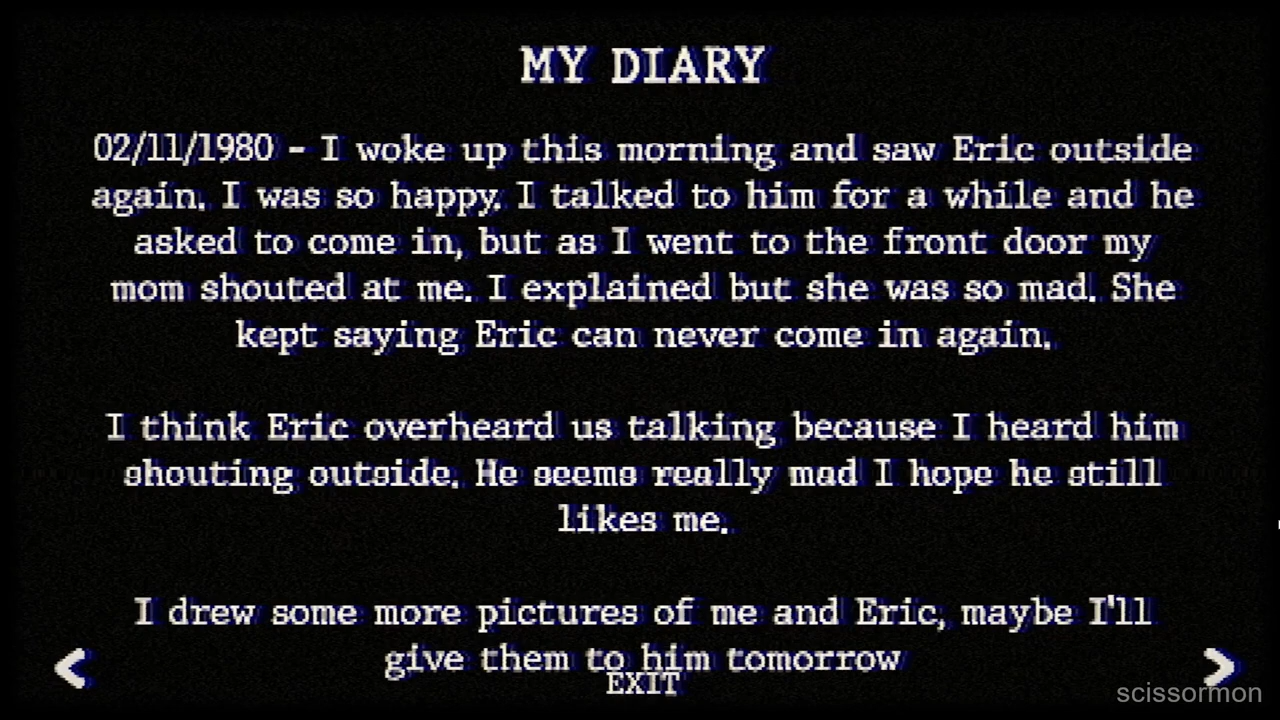 MY DIARY
02/11/1980 - I woke up this morning and saw Eric outside
again. I was so happy. I talked to him for a while and he
asked to come in, but as I went to the front door my
mom shouted at me. I explained but she was so mad. She
kept saying Eric can never come in again.
I think Eric overheard us talking because I heard him
shouting outside. He seems really mad I hope he still
likes me.
I drew some more pictures of me and Eric, maybe I'll
give them to him tomorrow
<
EXIT
>
scissormon